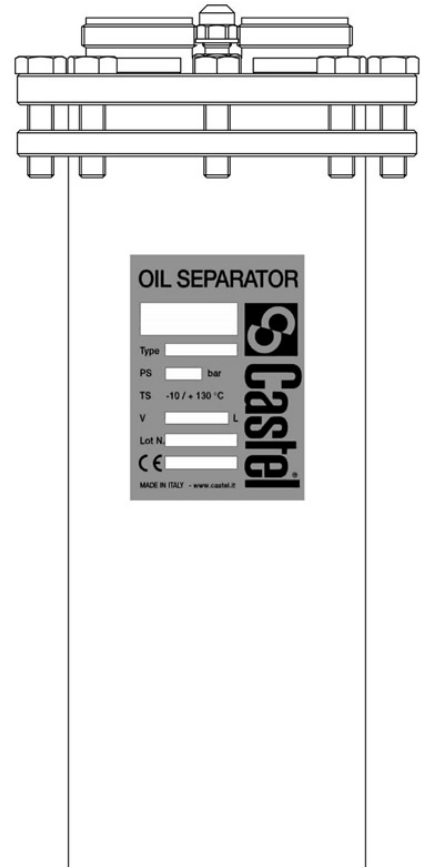 OIL SEPARATOR
Type
PS bar
TS -10 / + 130 °C
V L
Lot N.
CE
MADE IN ITALY - www.castel.it
Castel®